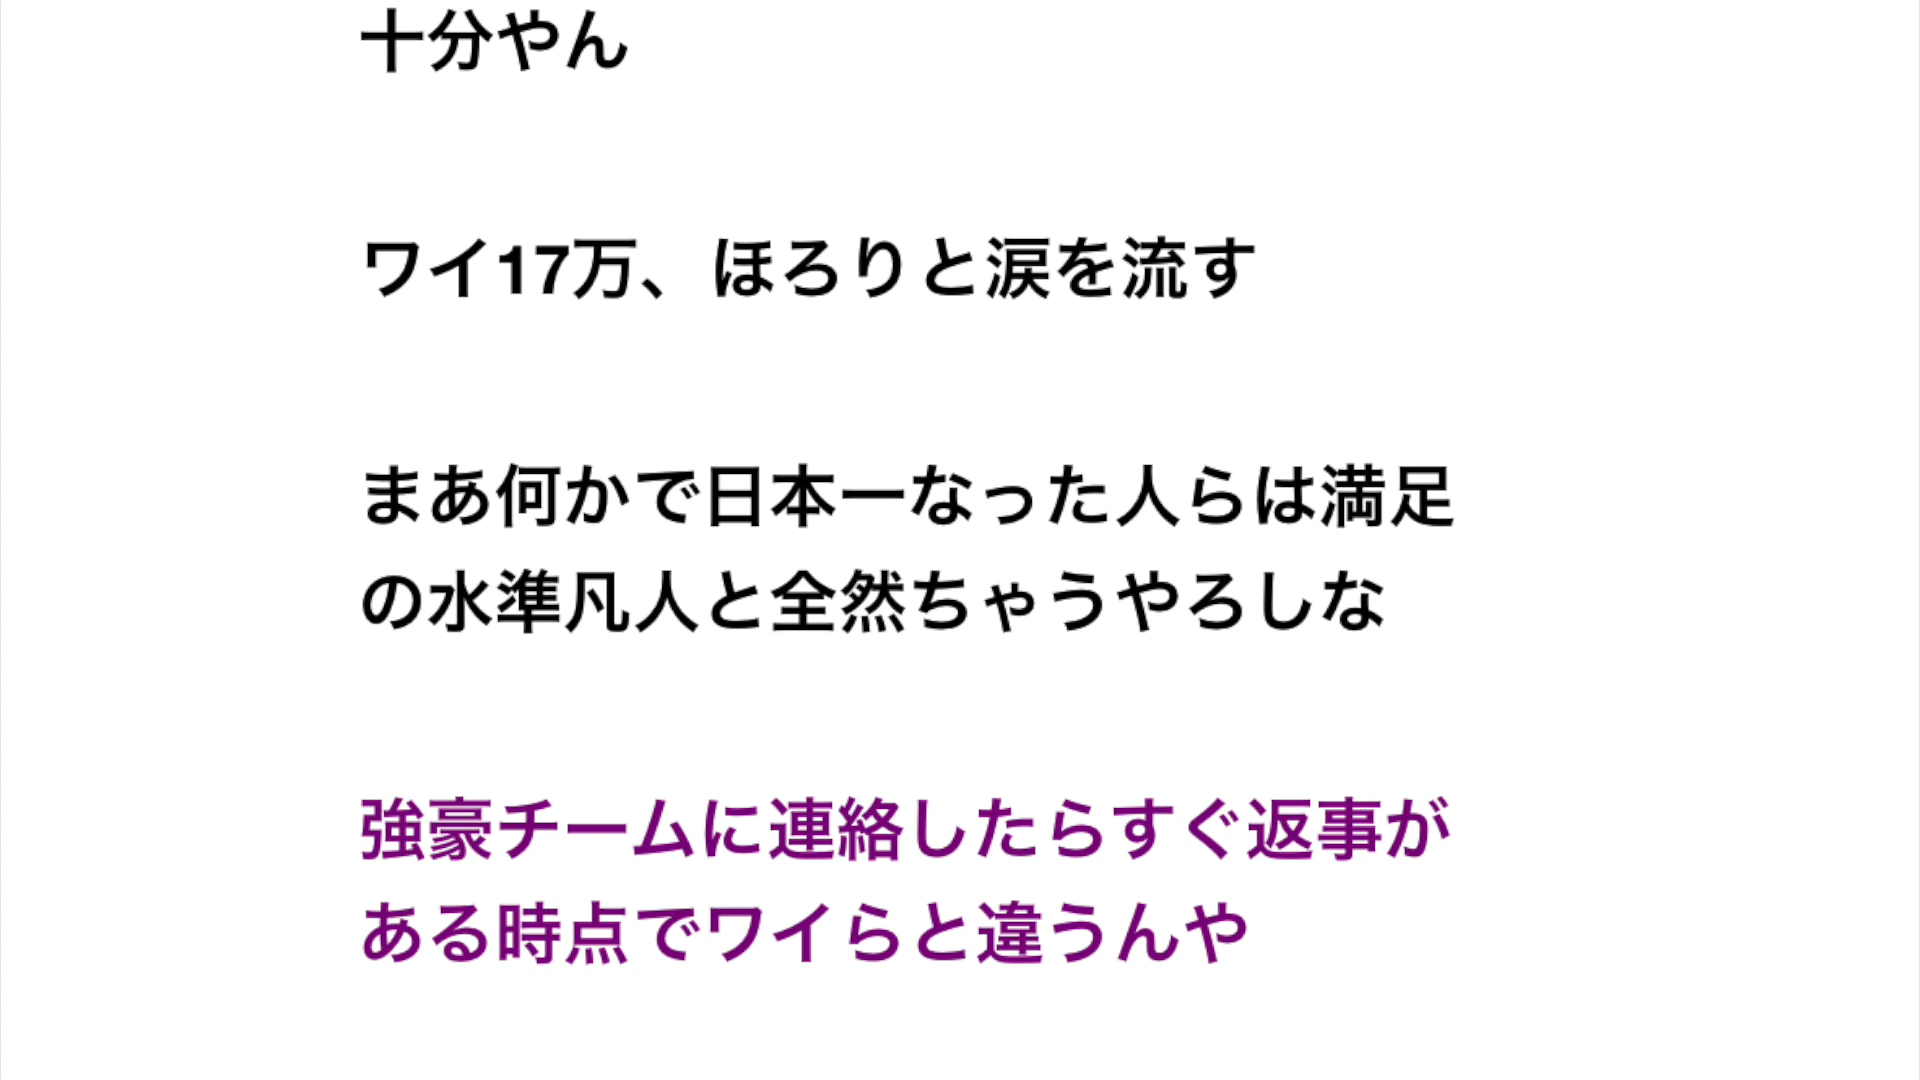 十分やん
ワイ17万、ほろりと涙を流す
まあ何かで日本一なった人らは満足
の水準凡人と全然ちゃうやろしな
強豪チームに連絡したらすぐ返事が
ある時点でワイらと違うんや